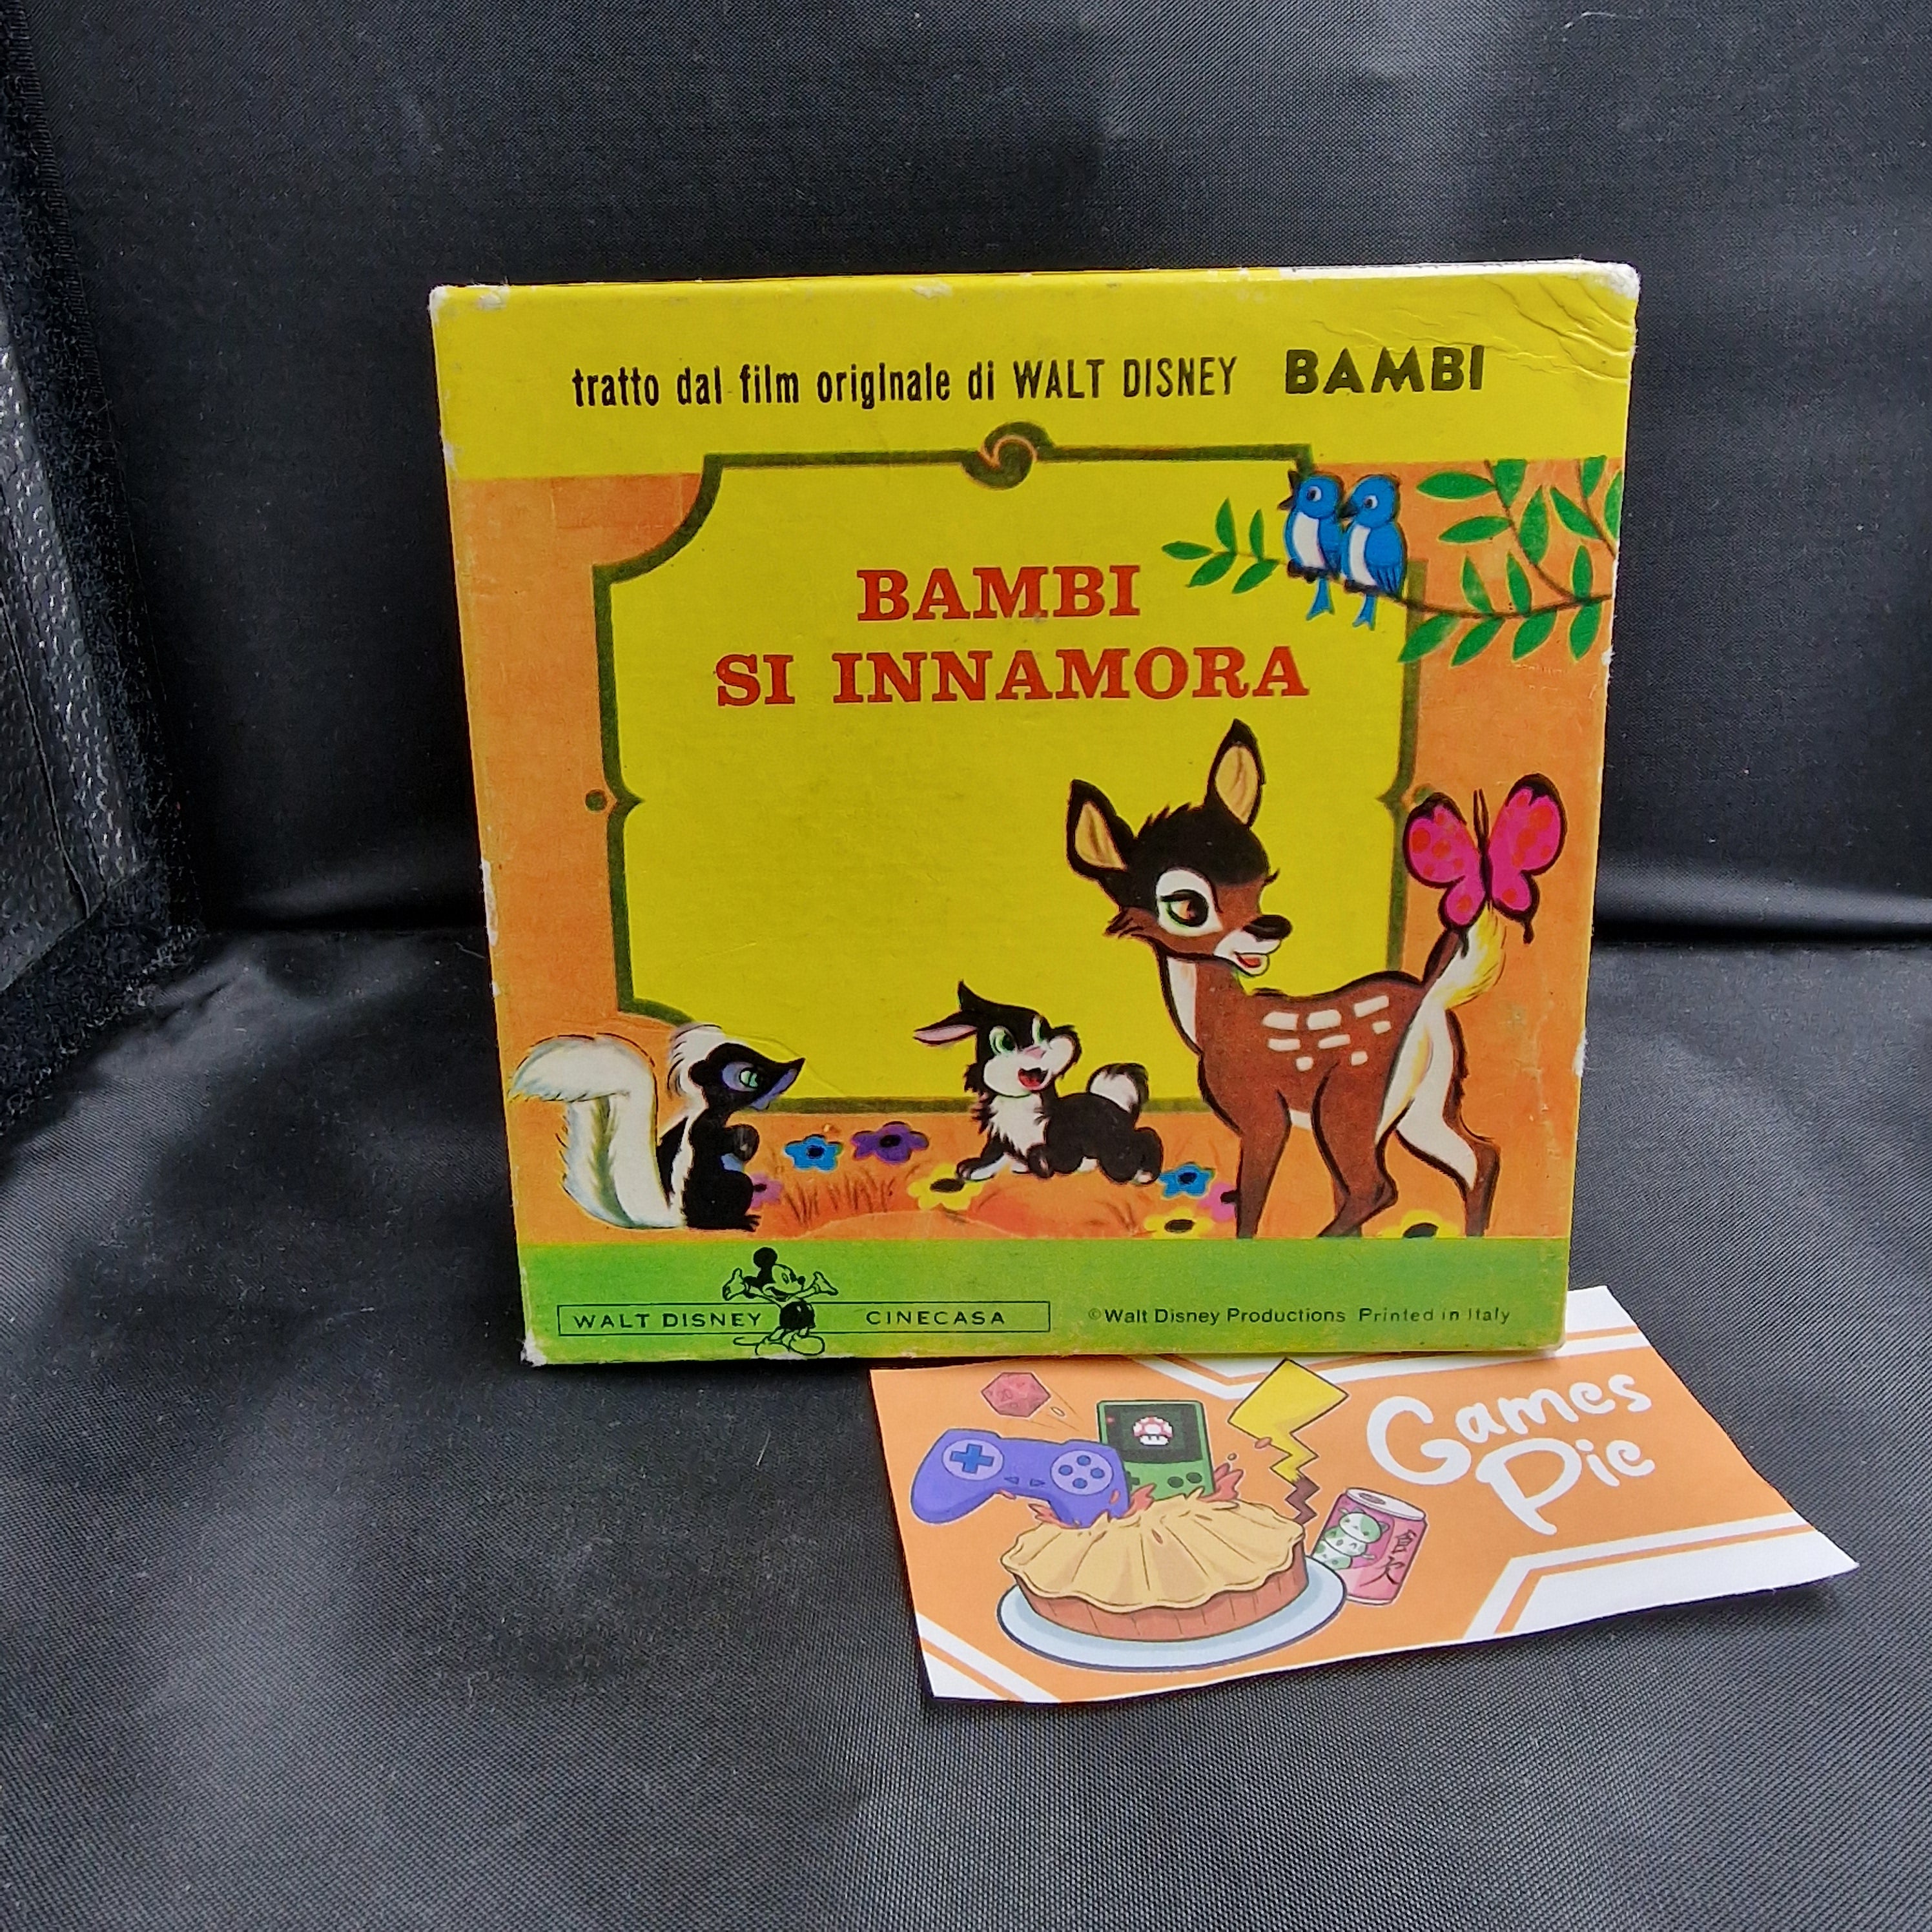 tratto dal film originale di WALT DISNEY BAMBI
BAMBI
SI INNAMORA
WALT DISNEY CINECASA
©Walt Disney Productions Printed in Italy
Games
Pie
20